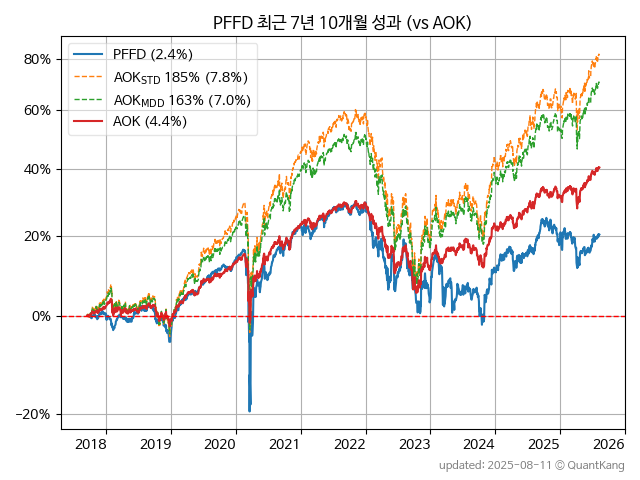 PFFD 최근 7년 10개월 성과 (vs AOK)
PFFD (2.4%)
AOKSTD 185% (7.8%)
AOKMDD 163% (7.0%)
AOK (4.4%)
80%
60%
40%
20%
0%
−20%
2018 2019 2020 2021 2022 2023 2024 2025 2026
updated: 2025-08-11 © QuantKang